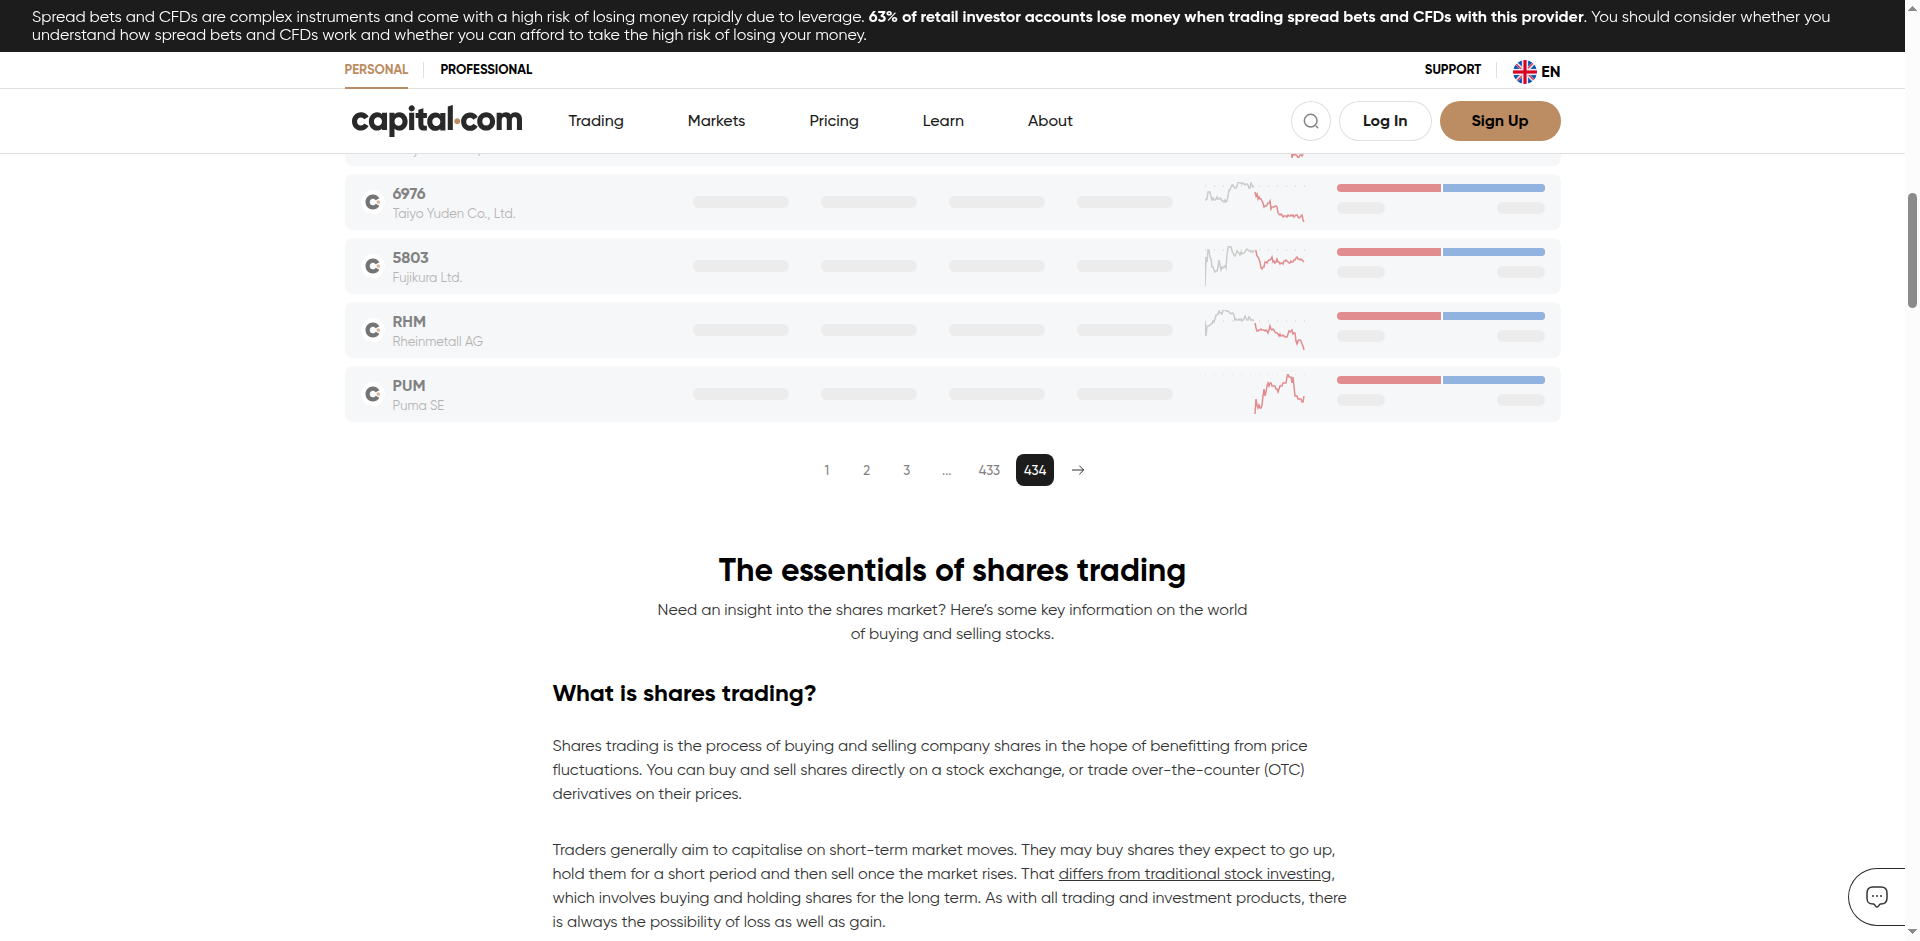 Spread bets and CFDs are complex instruments and come with a high risk of losing money rapidly due to leverage. 63% of retail investor accounts lose money when trading spread bets and CFDs with this provider. You should consider whether you
understand how spread bets and CFDs work and whether you can afford to take the high risk of losing your money.
PERSONAL PROFESSIONAL SUPPORT EN
capital.com Trading Markets Pricing Learn About Log In Sign Up
6976
Taiyo Yuden Co., Ltd.
5803
Fujikura Ltd.
RHM
Rheinmetall AG
PUM
Puma SE
1 2 3 ... 433 434
The essentials of shares trading
Need an insight into the shares market? Here’s some key information on the world
of buying and selling stocks.
What is shares trading?
Shares trading is the process of buying and selling company shares in the hope of benefitting from price
fluctuations. You can buy and sell shares directly on a stock exchange, or trade over-the-counter (OTC)
derivatives on their prices.
Traders generally aim to capitalise on short-term market moves. They may buy shares they expect to go up,
hold them for a short period and then sell once the market rises. That differs from traditional stock investing,
which involves buying and holding shares for the long term. As with all trading and investment products, there
is always the possibility of loss as well as gain.